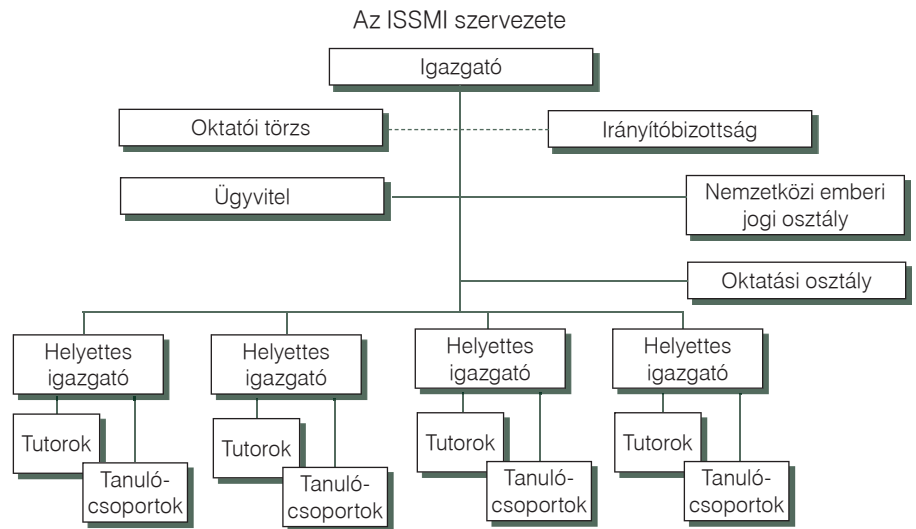 Az ISSMI szervezete
Igazgató
Oktatói törzs
Irányítóbizottság
Ügyvitel
Nemzetközi emberi
jogi osztály
Oktatási osztály
Helyettes
igazgató
Helyettes
igazgató
Helyettes
igazgató
Helyettes
igazgató
Tutorok
Tanuló-
csoportok
Tutorok
Tanuló-
csoportok
Tutorok
Tanuló-
csoportok
Tutorok
Tanuló-
csoportok